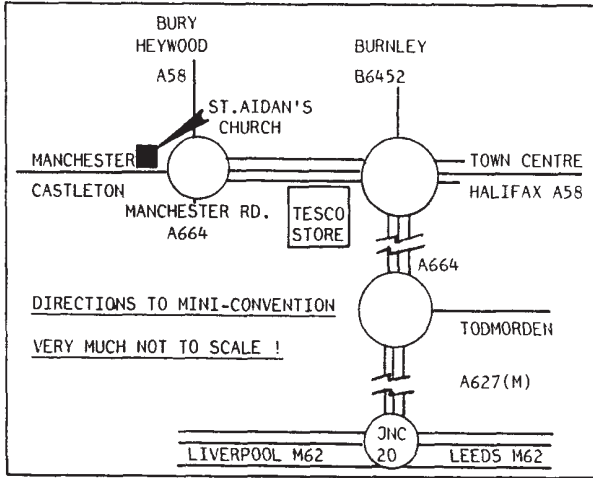 BURY
HEYWOOD
A58
BURNLEY
B6452
ST.AIDAN'S
CHURCH
MANCHESTER
CASTLETON
TOWN CENTRE
HALIFAX A58
MANCHESTER RD.
A664
TESCO
STORE
A664
DIRECTIONS TO MINI-CONVENTION
VERY MUCH NOT TO SCALE !
TODMORDEN
A627(M)
JNC
20
LIVERPOOL M62
LEEDS M62